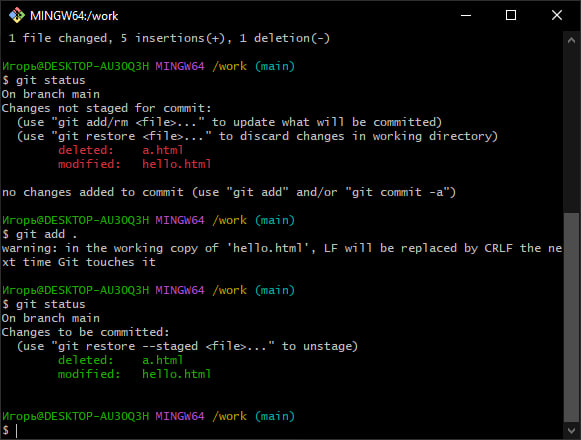 MINGW64:/work
1 file changed, 5 insertions(+), 1 deletion(-)
Игорь@DESKTOP-AU3OQ3H MINGW64 /work (main)
$ git status
On branch main
Changes not staged for commit:
  (use "git add/rm <file>..." to update what will be committed)
  (use "git restore <file>..." to discard changes in working directory)
        deleted:    a.html
        modified:   hello.html
no changes added to commit (use "git add" and/or "git commit -a")
Игорь@DESKTOP-AU3OQ3H MINGW64 /work (main)
$ git add .
warning: in the working copy of 'hello.html', LF will be replaced by CRLF the ne
xt time Git touches it
Игорь@DESKTOP-AU3OQ3H MINGW64 /work (main)
$ git status
On branch main
Changes to be committed:
  (use "git restore --staged <file>..." to unstage)
        deleted:    a.html
        modified:   hello.html
Игорь@DESKTOP-AU3OQ3H MINGW64 /work (main)
$